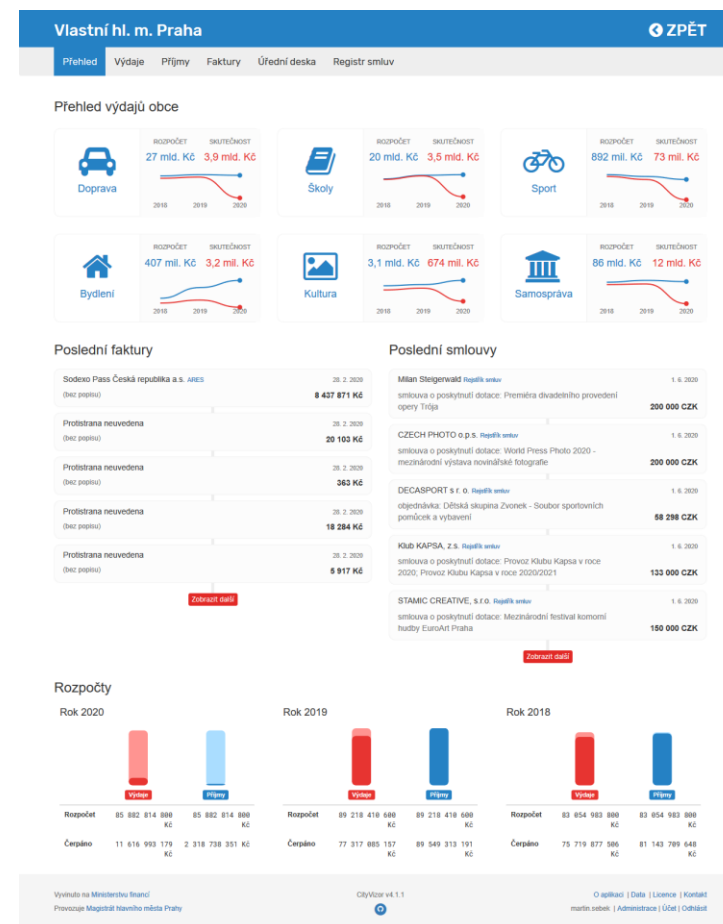 Vlastní hl. m. Praha
ZPĚT
Přehled Výdaje Příjmy Faktury Úřední deska Registr smluv
Přehled výdajů obce
Doprava
ROZPOČET SKUTEČNOST
27 mld. Kč 3,9 mld. Kč
2018 2019 2020
Školy
ROZPOČET SKUTEČNOST
20 mld. Kč 3,5 mld. Kč
2018 2019 2020
Sport
ROZPOČET SKUTEČNOST
892 mil. Kč 73 mil. Kč
2018 2019 2020
Bydlení
ROZPOČET SKUTEČNOST
407 mil. Kč 3,2 mil. Kč
2018 2019 2020
Kultura
ROZPOČET SKUTEČNOST
3,1 mld. Kč 674 mil. Kč
2018 2019 2020
Samospráva
ROZPOČET SKUTEČNOST
86 mld. Kč 12 mld. Kč
2018 2019 2020
Poslední faktury
Sodexo Pass Česká republika a.s. ARES 28. 2. 2020
(bez popisu) 8 437 871 Kč
Protistrana neuvedena 28. 2. 2020
(bez popisu) 20 103 Kč
Protistrana neuvedena 28. 2. 2020
(bez popisu) 363 Kč
Protistrana neuvedena 28. 2. 2020
(bez popisu) 18 284 Kč
Protistrana neuvedena 28. 2. 2020
(bez popisu) 5 917 Kč
Zobrazit další
Poslední smlouvy
Milan Steigerwald Rejstřík smluv 1. 6. 2020
smlouva o poskytnutí dotace: Premiéra divadelního provedení
opery Trója 200 000 CZK
CZECH PHOTO o.p.s. Rejstřík smluv 1. 6. 2020
smlouva o poskytnutí dotace: World Press Photo 2020 -
mezinárodní výstava novinářské fotografie 200 000 CZK
DECASPORT s r. o. Rejstřík smluv 1. 6. 2020
objednávka: Dětská skupina Zvonek - Soubor sportovních
pomůcek a vybavení 58 298 CZK
Klub KAPSA, z.s. Rejstřík smluv 1. 6. 2020
smlouva o poskytnutí dotace: Provoz Klubu Kapsa v roce
2020; Provoz Klubu Kapsa v roce 2020/2021 133 000 CZK
STAMIC CREATIVE, s.r.o. Rejstřík smluv 1. 6. 2020
smlouva o poskytnutí dotace: Mezinárodní festival komorní
hudby EuroArt Praha 150 000 CZK
Zobrazit další
Rozpočty
Rok 2020
Výdaje Příjmy
Rozpočet 85 882 814 800 Kč 85 882 814 800 Kč
Čerpáno 11 616 993 179 Kč 2 318 738 351 Kč
Rok 2019
Výdaje Příjmy
Rozpočet 89 218 410 600 Kč 89 218 410 600 Kč
Čerpáno 77 317 085 157 Kč 89 549 313 191 Kč
Rok 2018
Výdaje Příjmy
Rozpočet 83 054 983 800 Kč 83 054 983 800 Kč
Čerpáno 75 719 877 506 Kč 81 143 709 648 Kč
Vyvinuto na Ministerstvu financí
Provozuje Magistrát hlavního města Prahy
CityVizor v4.1.1
O aplikaci | Data | Licence | Kontakt
martin.sebek | Administrace | Účet | Odhlásit